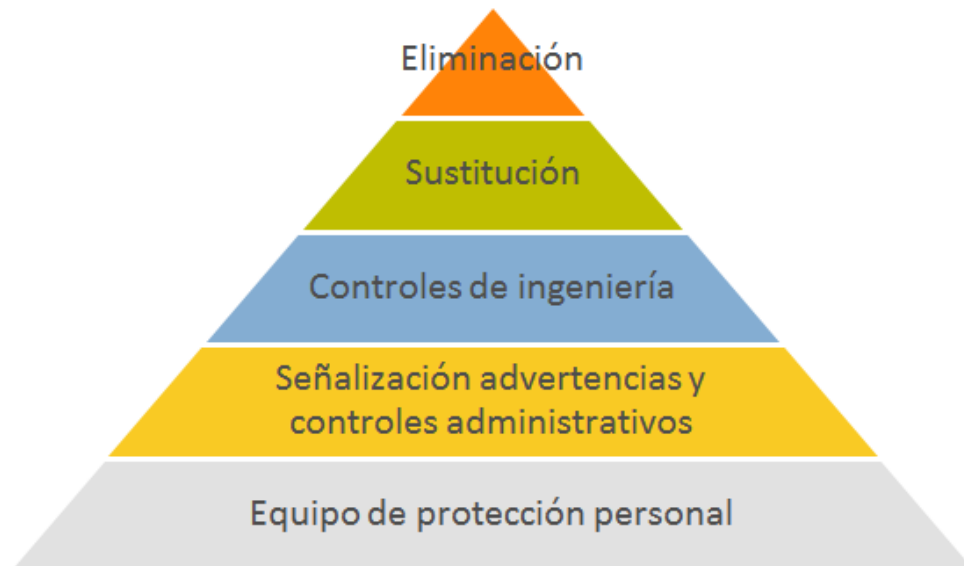 Eliminación
Sustitución
Controles de ingeniería
Señalización advertencias y
controles administrativos
Equipo de protección personal